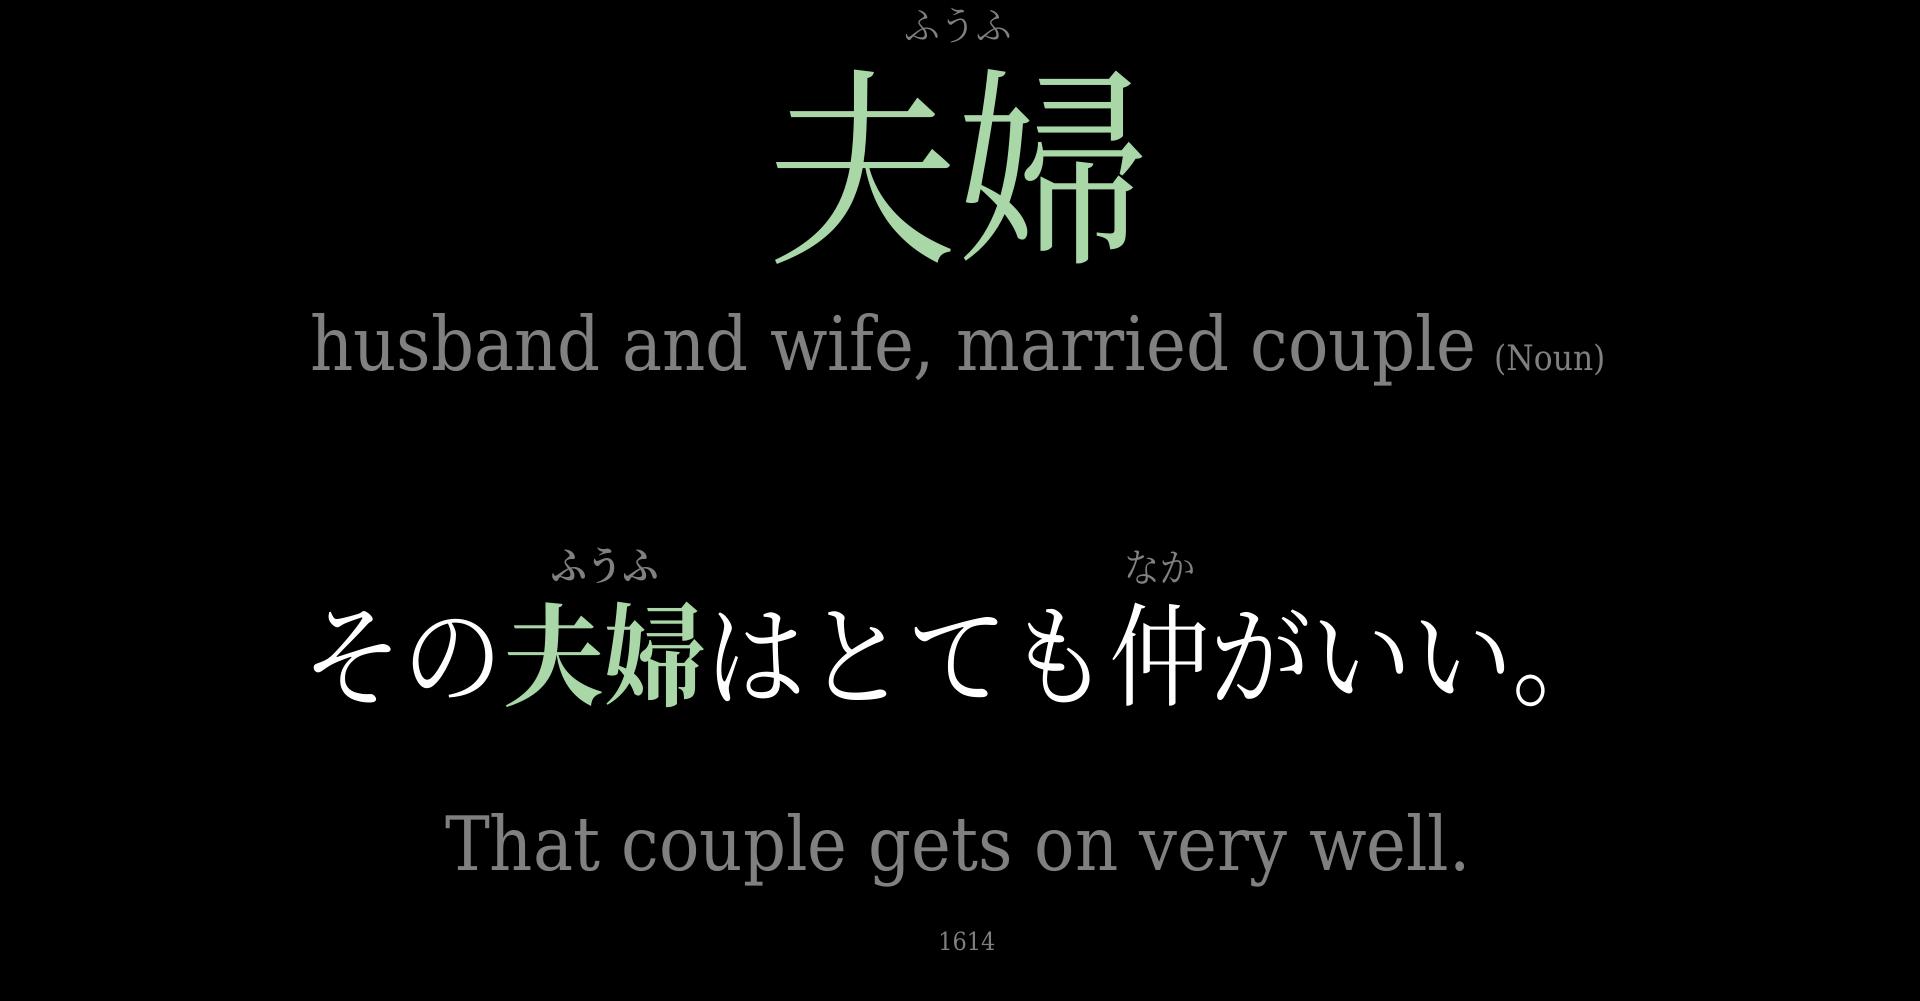 ふうふ
夫婦
husband and wife, married couple (Noun)
ふうふ なか
その夫婦はとても仲がいい。
That couple gets on very well.
1614